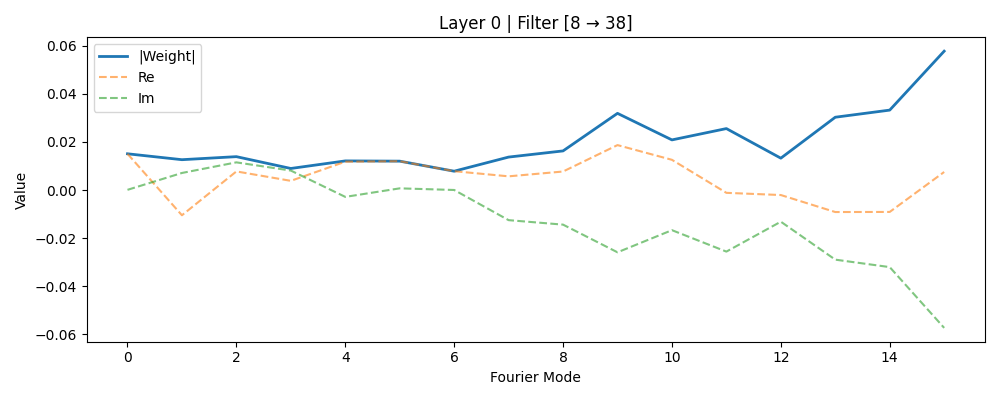 Layer 0 | Filter [8 → 38]
|Weight|
Re
Im
0.06
0.04
0.02
0.00
−0.02
−0.04
−0.06
Value
0 2 4 6 8 10 12 14
Fourier Mode